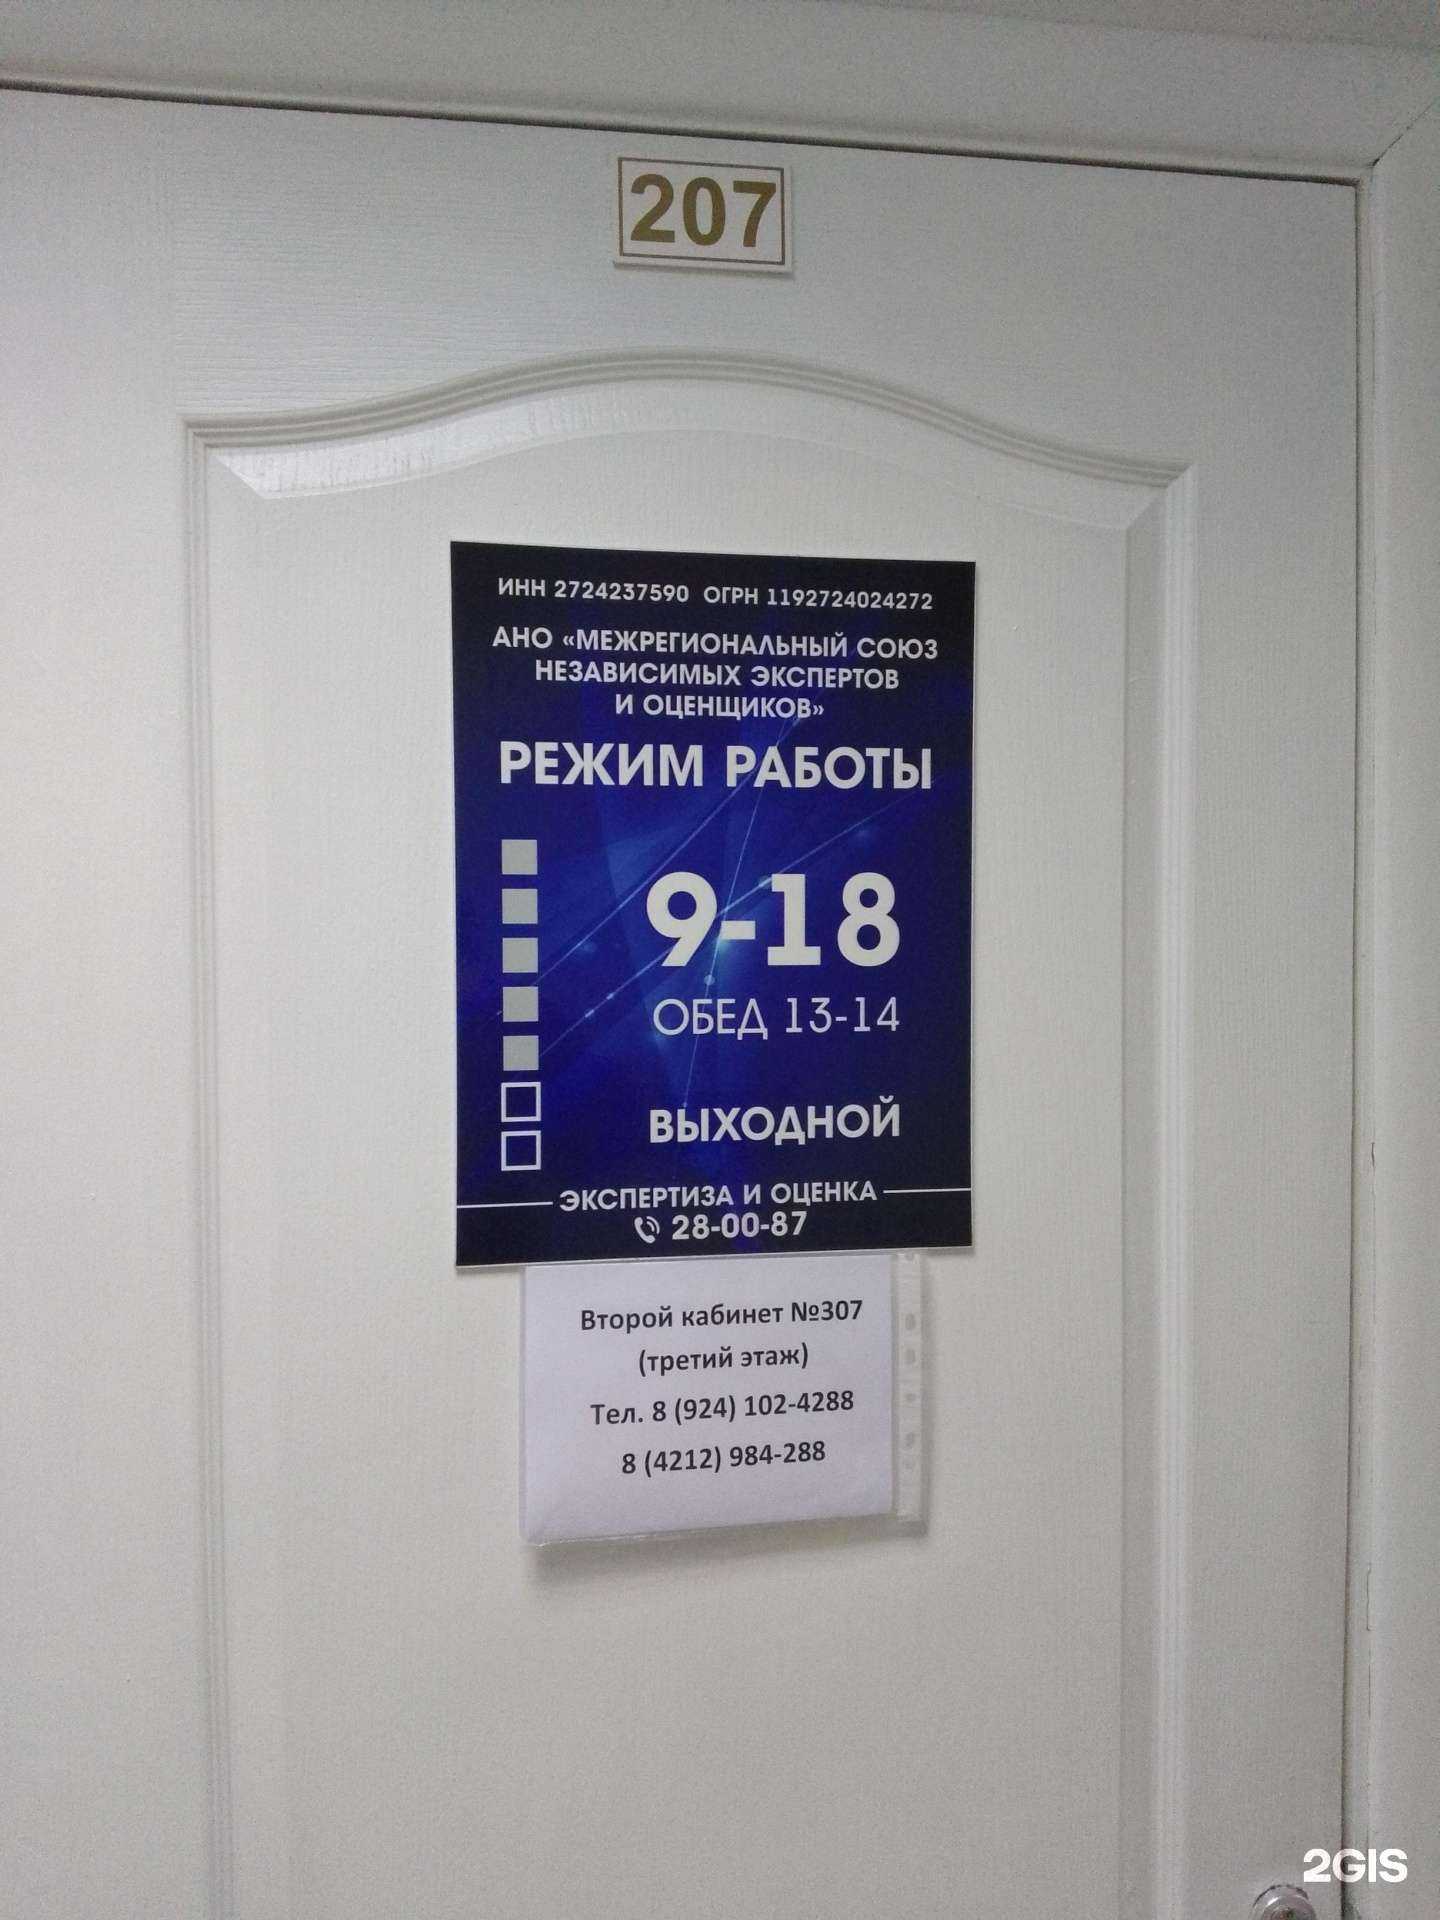 207
ИНН 2724237590 ОГРН 1192724024272
АНО «МЕЖРЕГИОНАЛЬНЫЙ СОЮЗ
НЕЗАВИСИМЫХ ЭКСПЕРТОВ
И ОЦЕНЩИКОВ»
РЕЖИМ РАБОТЫ
9-18
ОБЕД 13-14
ВЫХОДНОЙ
ЭКСПЕРТИЗА И ОЦЕНКА
28-00-87
Второй кабинет №307
(третий этаж)
Тел. 8 (924) 102-4288
8 (4212) 984-288
2GIS